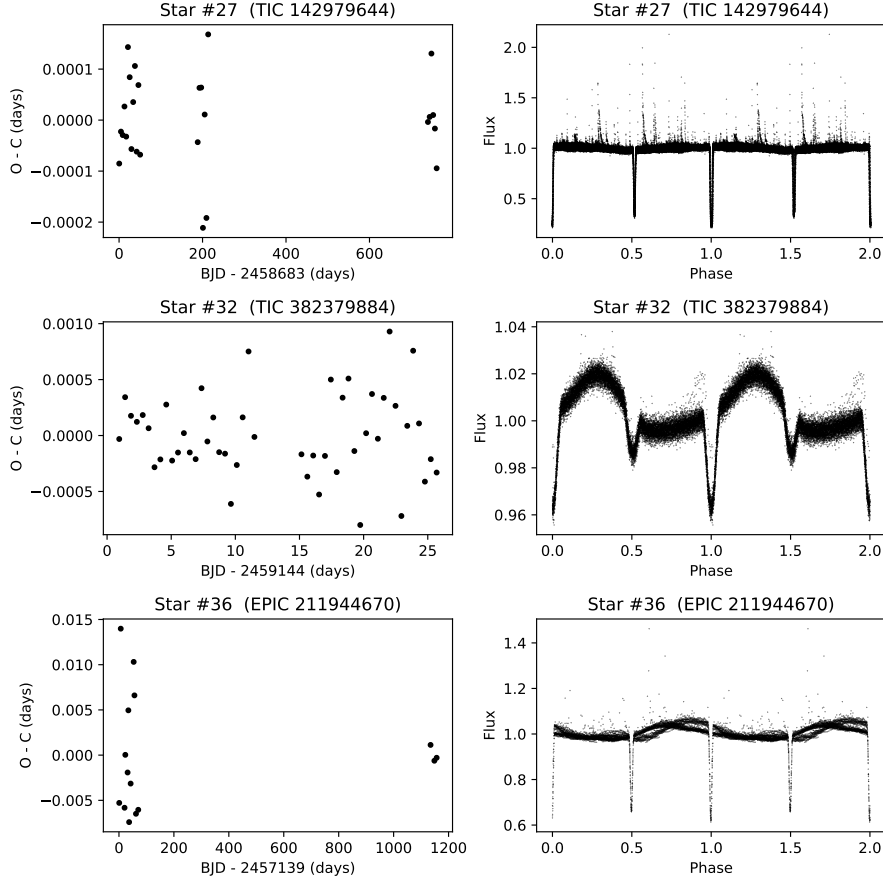 Star #27 (TIC 142979644)
O - C (days)
0.0001
0.0000
−0.0001
−0.0002
0 200 400 600
BJD - 2458683 (days)
Star #27 (TIC 142979644)
Flux
2.0
1.5
1.0
0.5
0.0 0.5 1.0 1.5 2.0
Phase
Star #32 (TIC 382379884)
O - C (days)
0.0010
0.0005
0.0000
−0.0005
0 5 10 15 20 25
BJD - 2459144 (days)
Star #32 (TIC 382379884)
Flux
1.04
1.02
1.00
0.98
0.96
0.0 0.5 1.0 1.5 2.0
Phase
Star #36 (EPIC 211944670)
O - C (days)
0.015
0.010
0.005
0.000
−0.005
0 200 400 600 800 1000 1200
BJD - 2457139 (days)
Star #36 (EPIC 211944670)
Flux
1.4
1.2
1.0
0.8
0.6
0.0 0.5 1.0 1.5 2.0
Phase